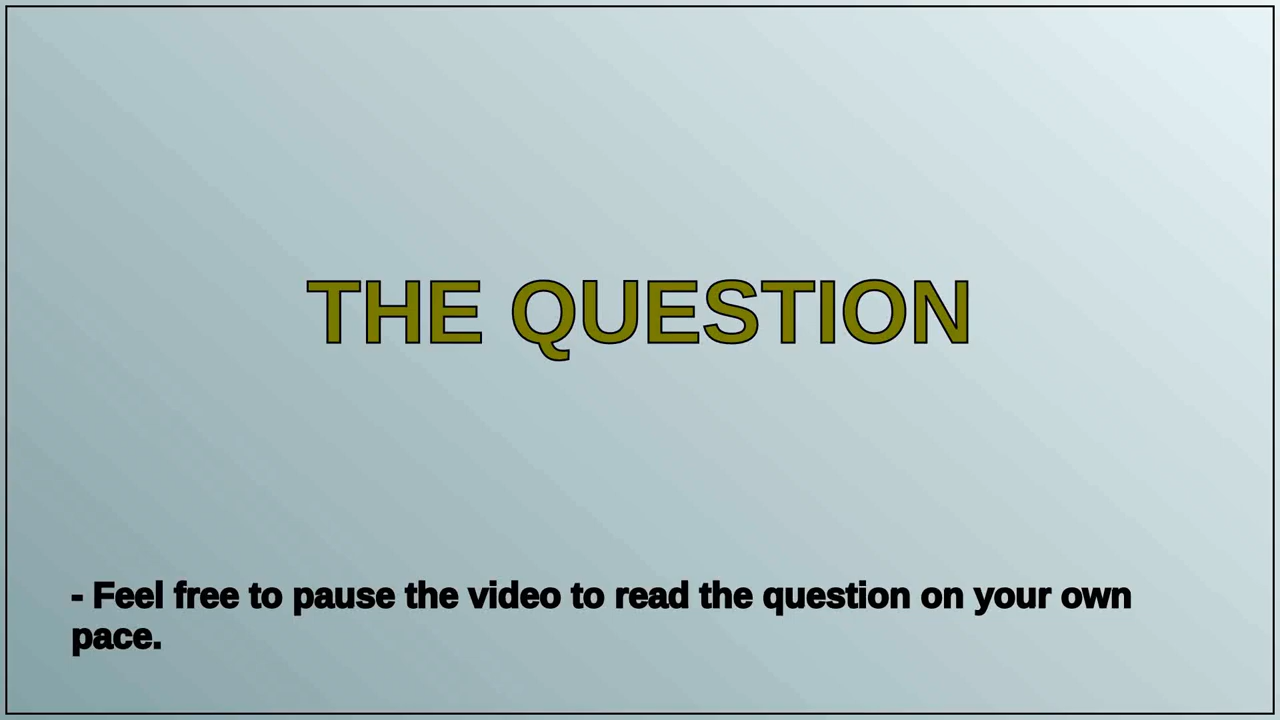 THE QUESTION
- Feel free to pause the video to read the question on your own
pace.